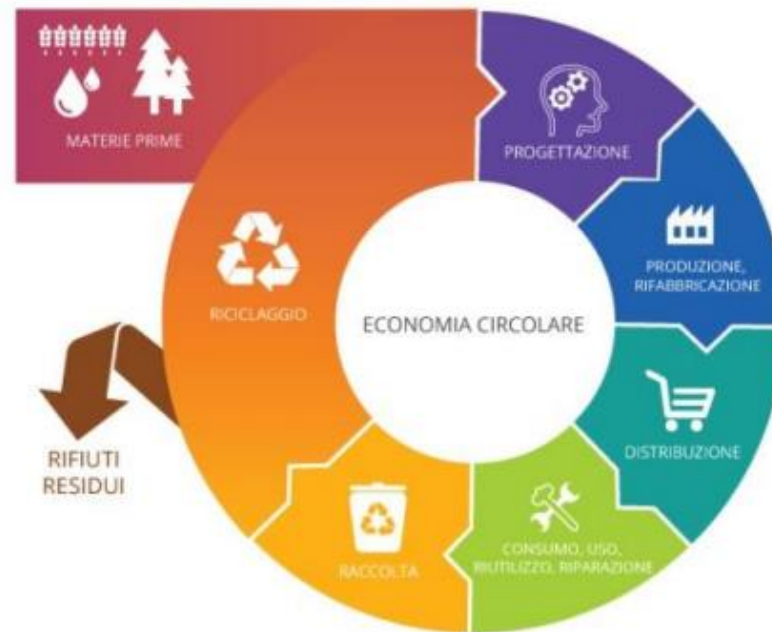 MATERIE PRIME
PROGETTAZIONE
PRODUZIONE,
RIFABBRICAZIONE
RICICLAGGIO
ECONOMIA CIRCOLARE
DISTRIBUZIONE
RIFIUTI
RESIDUI
CONSUMO, USO,
RIUTILIZZO, RIPARAZIONE
RACCOLTA